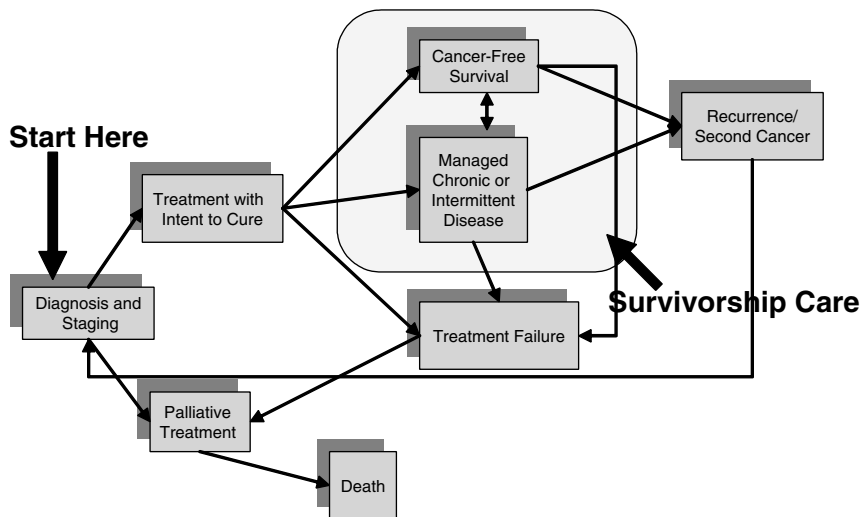 Start Here
Diagnosis and
Staging
Treatment with
Intent to Cure
Cancer-Free
Survival
Managed
Chronic or
Intermittent
Disease
Recurrence/
Second Cancer
Survivorship Care
Treatment Failure
Palliative
Treatment
Death